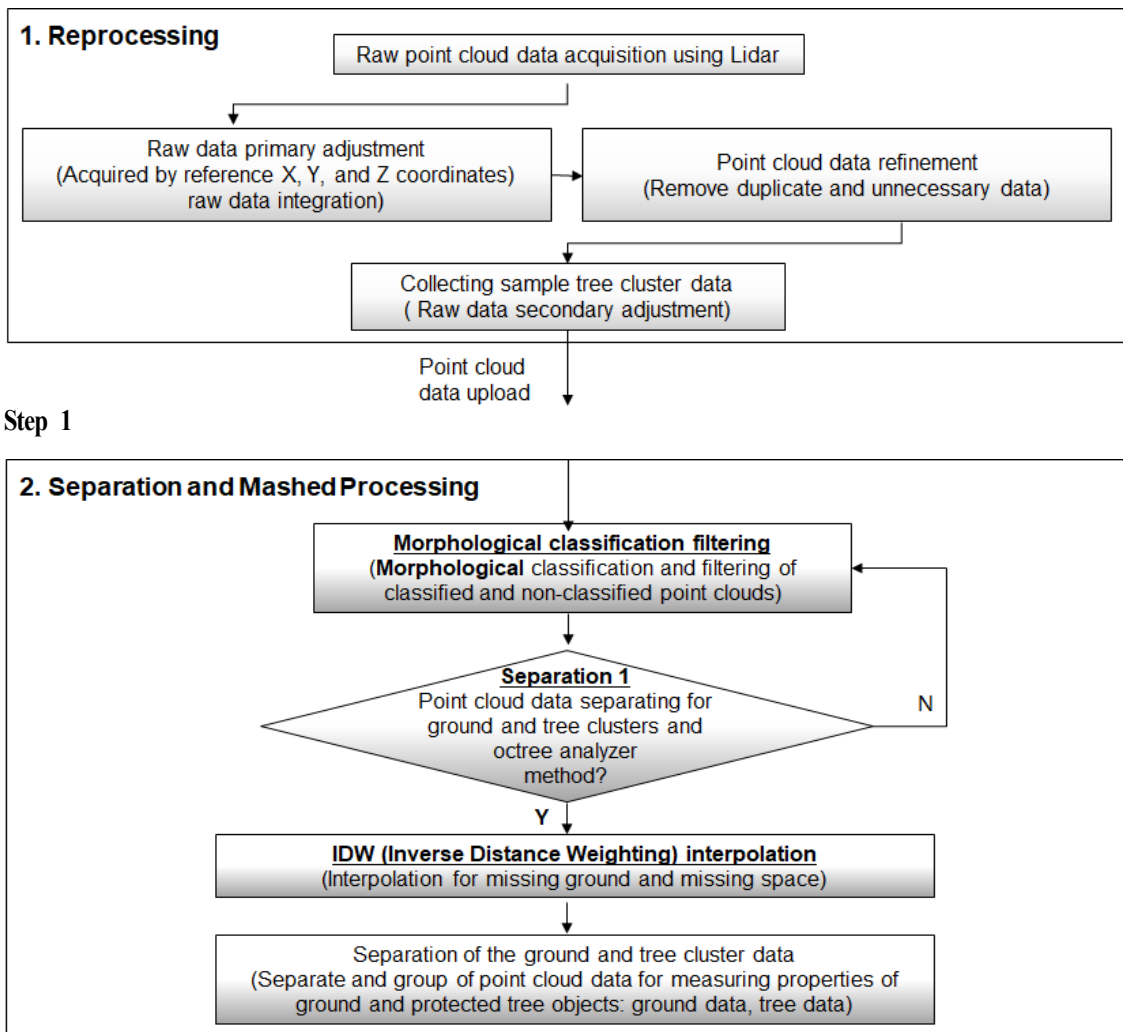 1. Reprocessing
Raw point cloud data acquisition using Lidar
Raw data primary adjustment
(Acquired by reference X, Y, and Z coordinates)
raw data integration)
Point cloud data refinement
(Remove duplicate and unnecessary data)
Collecting sample tree cluster data
( Raw data secondary adjustment)
Point cloud
data upload
Step 1
2. Separation and Mashed Processing
Morphological classification filtering
(Morphological classification and filtering of
classified and non-classified point clouds)
Separation 1
Point cloud data separating for
ground and tree clusters and
octree analyzer
method?
N
Y
IDW (Inverse Distance Weighting) interpolation
(Interpolation for missing ground and missing space)
Separation of the ground and tree cluster data
(Separate and group of point cloud data for measuring properties of
ground and protected tree objects: ground data, tree data)